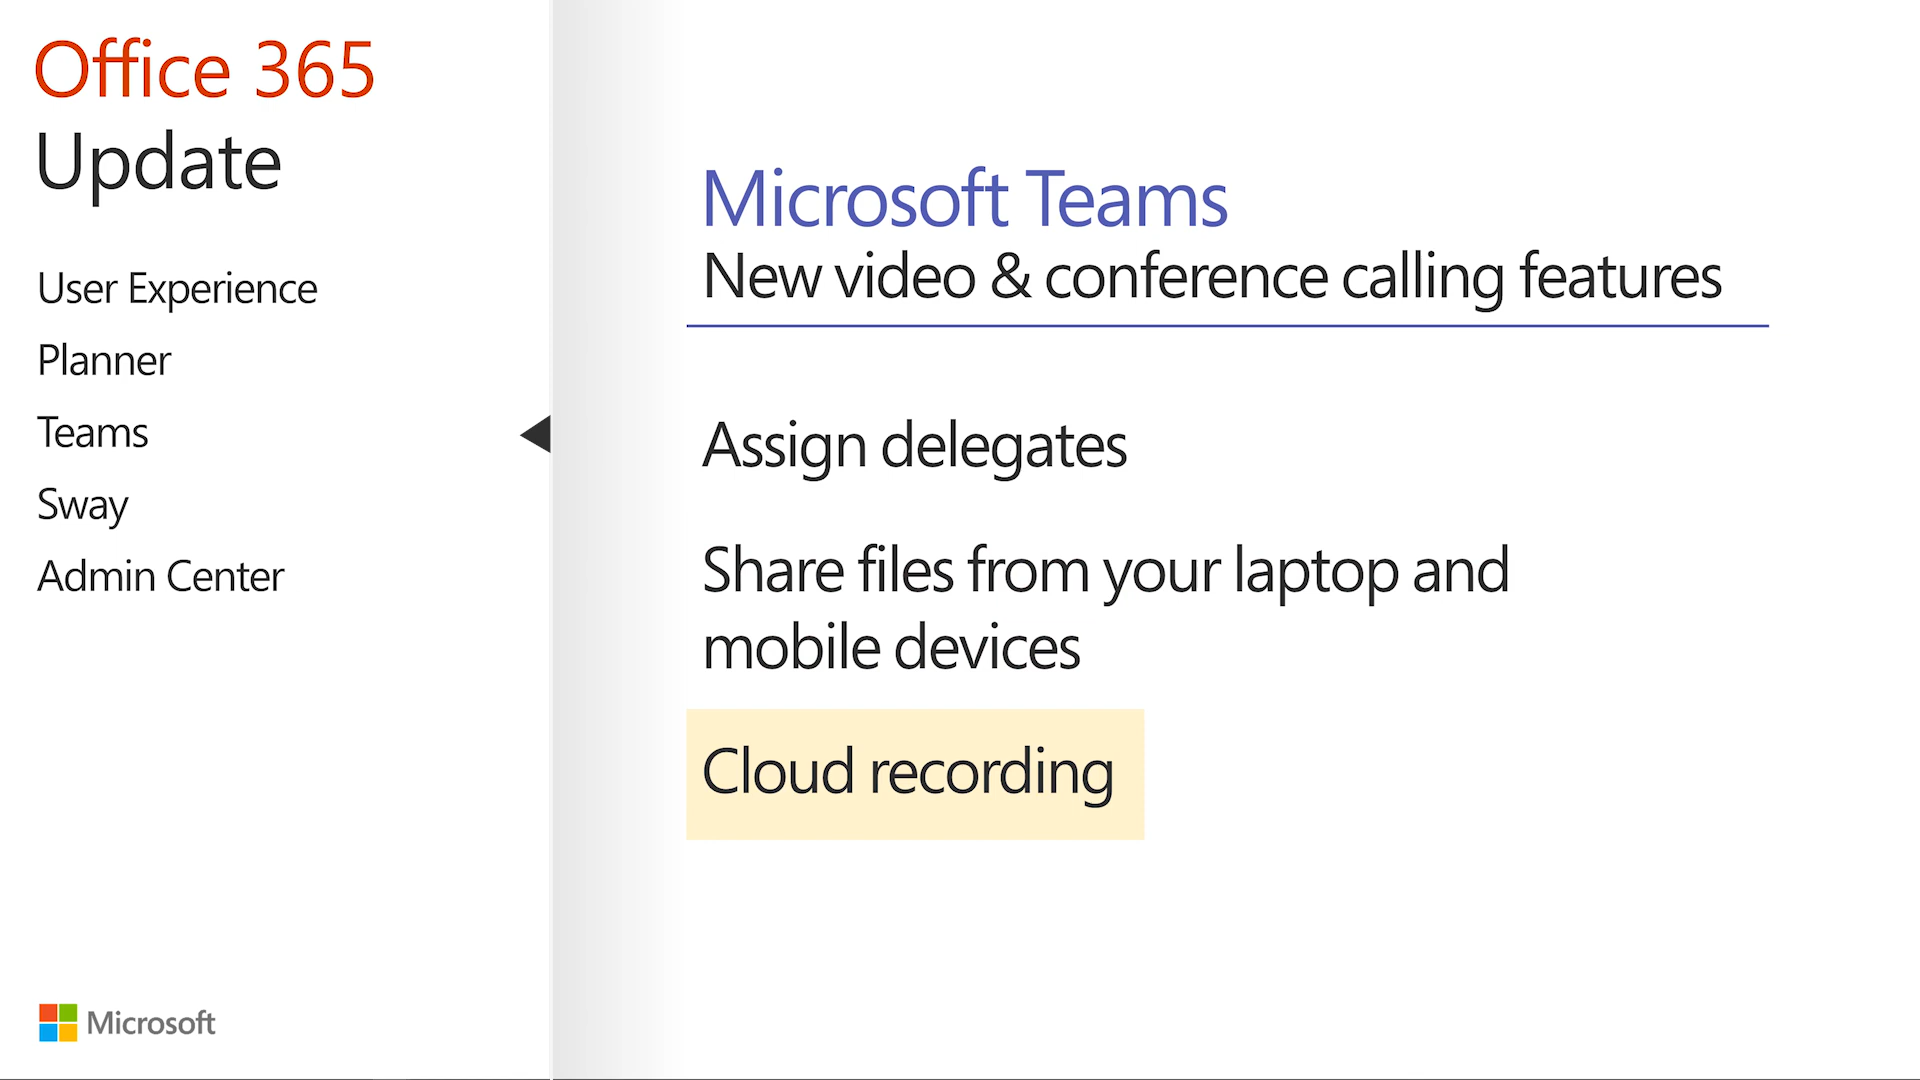 Office 365
Update
User Experience
Planner
Teams
Sway
Admin Center
Microsoft
Microsoft Teams
New video & conference calling features
Assign delegates
Share files from your laptop and
mobile devices
Cloud recording